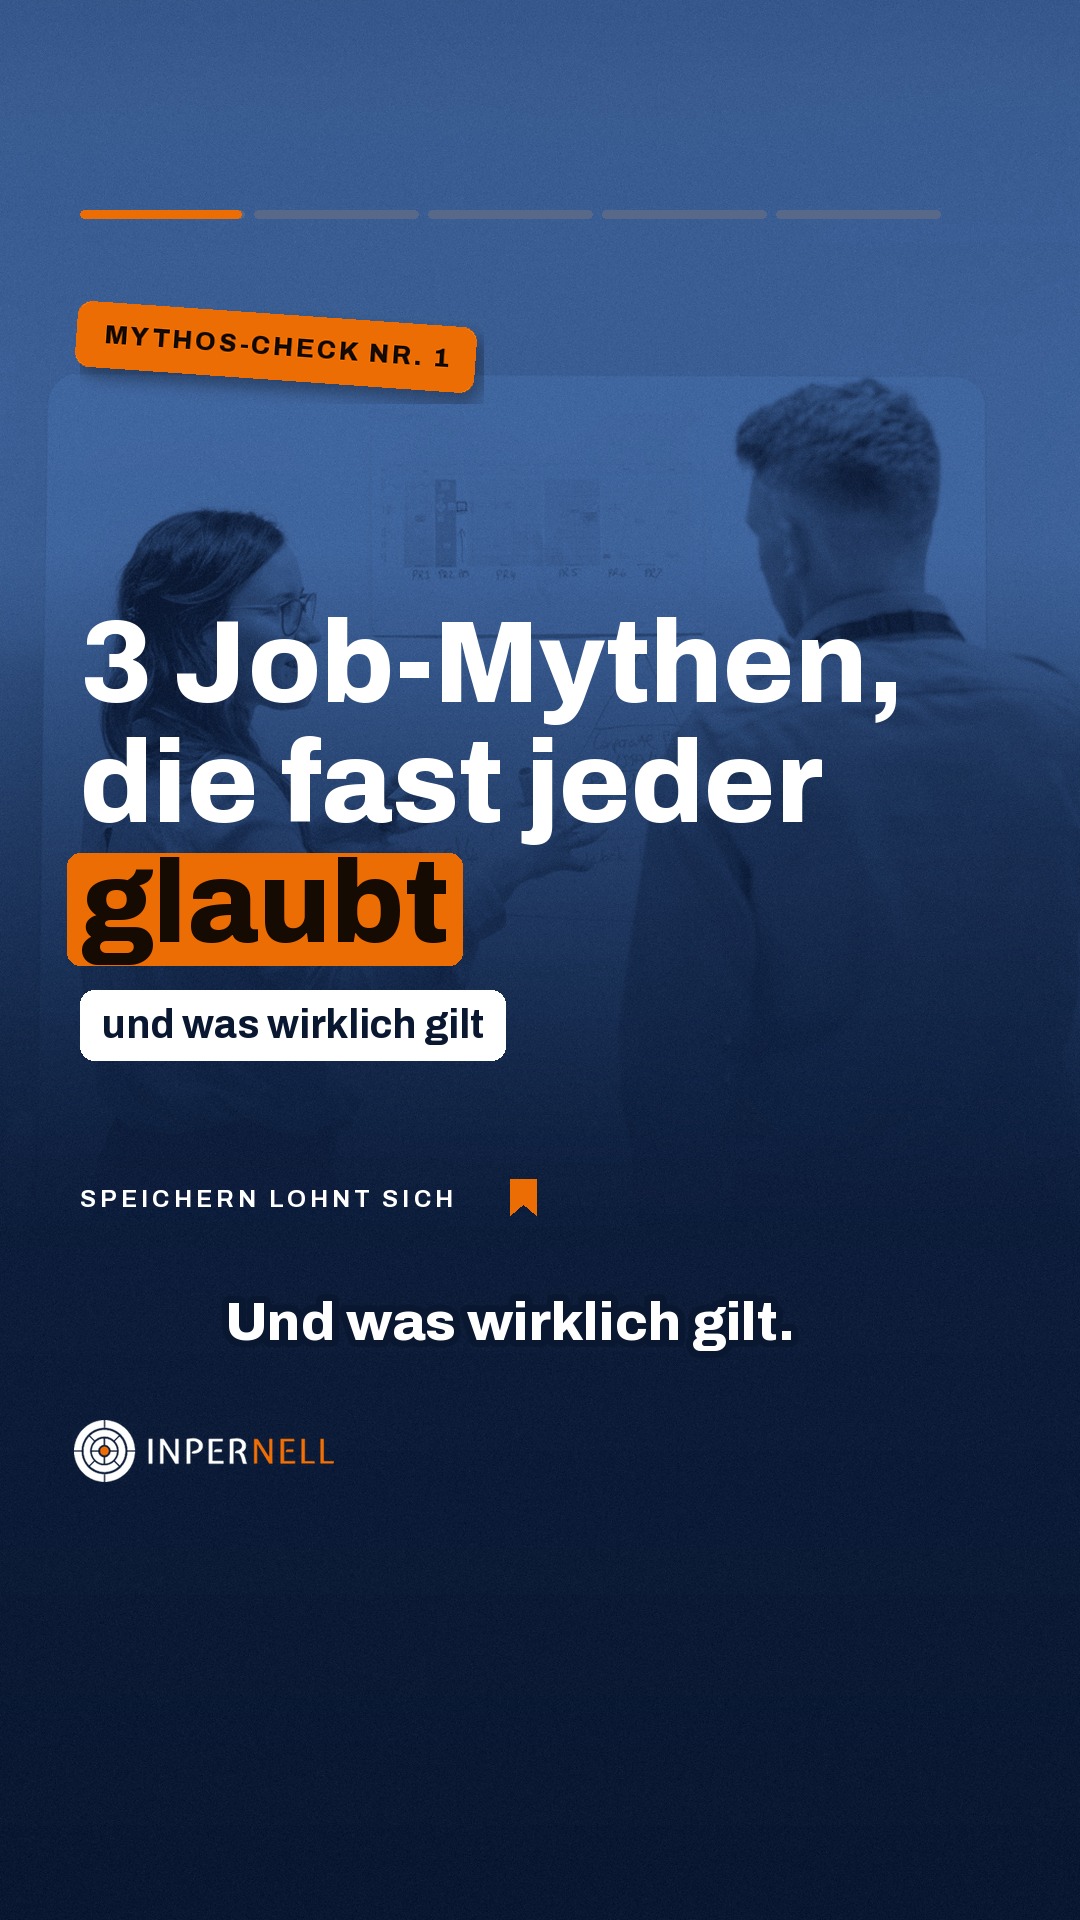 MYTHOS-CHECK NR. 1
3 Job-Mythen,
die fast jeder
glaubt
und was wirklich gilt
SPEICHERN LOHNT SICH
Und was wirklich gilt.
INPERNELL